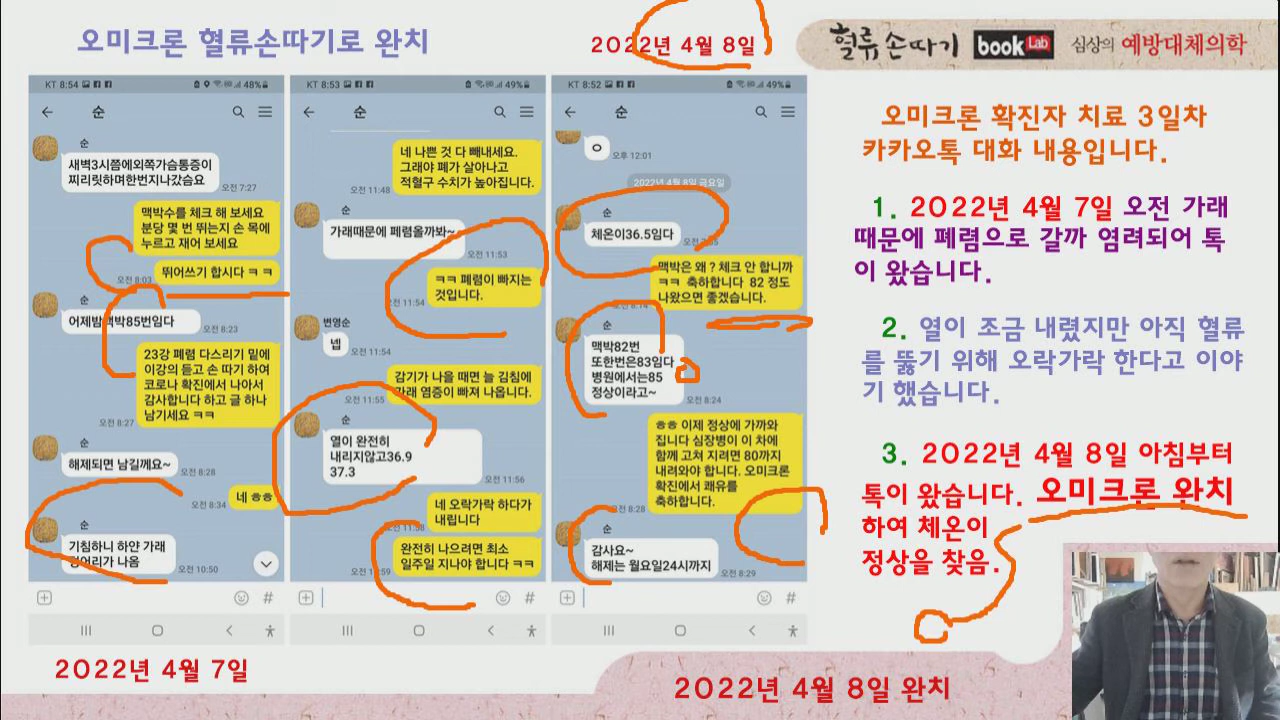 오미크론 혈류손따기로 완치
2022년 4월 8일
혈류손따기 book Lab 심상의 예방대체의학
KT 8:54 48%
순
순
새벽3시쯤에외쪽가슴통증이
찌리릿하며한번지나갔슴요
오전 7:27
맥박수를 체크 해 보세요
분당 몇 번 뛰는지 손 목에
누르고 재어 보세요
뛰어쓰기 합시다 ㅋ ㅋ
오전 8:03
순
어제밤맥박85번임다
오전 8:23
23강 폐렴 다스리기 밑에
이강의 듣고 손 따기 하여
코로나 확진에서 나아서
감사합니다 하고 글 하나
남기세요 ㅋㅋ
오전 8:27
순
해제되면 남길께요~
오전 8:28
네 ㅎㅎ
오전 8:34
순
기침하니 하얀 가래
덩어리가 나옴
오전 10:50
#
2022년 4월 7일
KT 8:53 49%
순
네 나쁜 것 다 빼내세요.
그래야 폐가 살아나고
적혈구 수치가 높아집니다.
오전 11:48
순
가래때문에 폐렴올까봐~
오전 11:53
ㅋㅋ 폐렴이 빠지는
것입니다.
오전 11:54
변영순
넵
오전 11:54
감기가 나을 때면 늘 김침에
가래 염증이 빠져 나옵니다.
오전 11:55
순
열이 완전히
내리지않고36.9
37.3
오전 11:56
네 오락가락 하다가
내립니다
오전 11:58
완전히 나으려면 최소
일주일 지나야 합니다 ㅋㅋ
오전 11:59
#
KT 8:52 49%
순
ㅇ
오후 12:01
2022년 4월 8일 금요일
순
체온이36.5임다
맥박은 왜 ? 체크 안 합니까
ㅋㅋ 축하합니다 82 정도
나왔으면 좋겠습니다.
오전 8:14
순
맥박82번
또한번은83임다
병원에서는85
정상이라고~
오전 8:24
ㅎㅎ 이제 정상에 가까와
집니다 심장병이 이 차에
함께 고쳐 지려면 80까지
내려와야 합니다. 오미크론
확진에서 쾌유를
축하합니다.
오전 8:28
순
감사요~
해제는 월요일24시까지
오전 8:29
#
2022년 4월 8일 완치
오미크론 확진자 치료 3일차
카카오톡 대화 내용입니다.
1. 2022년 4월 7일 오전 가래
때문에 폐렴으로 갈까 염려되어 톡
이 왔습니다.
2. 열이 조금 내렸지만 아직 혈류
를 뚫기 위해 오락가락 한다고 이야
기 했습니다.
3. 2022년 4월 8일 아침부터
톡이 왔습니다. 오미크론 완치
하여 체온이
정상을 찾음.